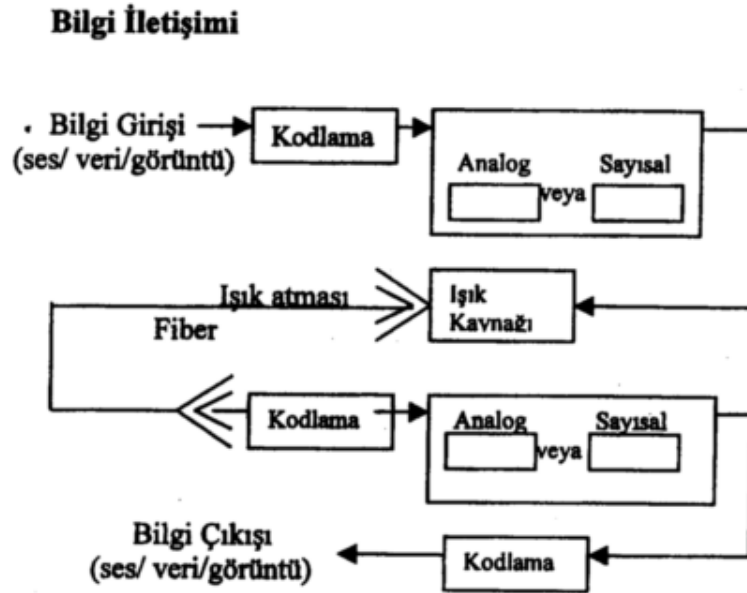 Bilgi İletişimi
Bilgi Girişi
(ses/ veri/görüntü)
Kodlama
Analog veya Sayısal
Işık atması
Fiber
Işık
Kaynağı
Kodlama
Analog veya Sayısal
Bilgi Çıkışı
(ses/ veri/görüntü)
Kodlama